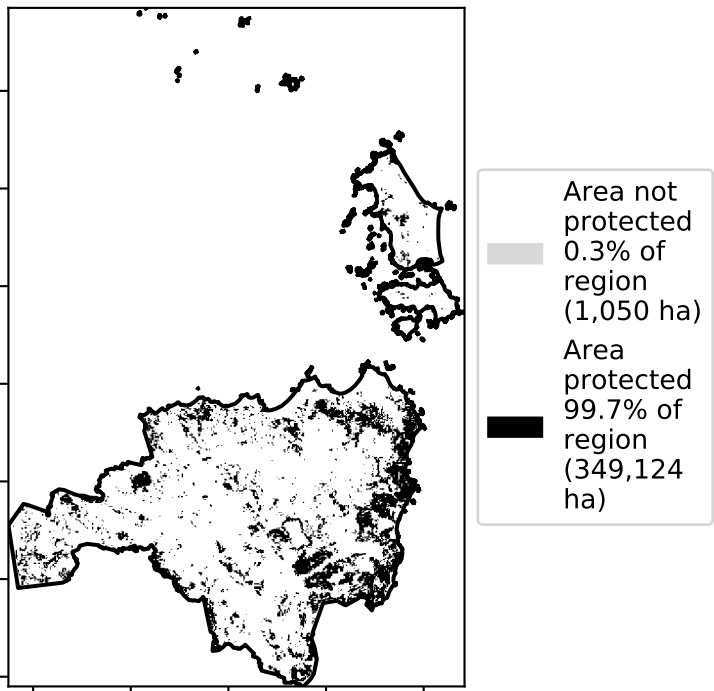 Area not
protected
0.3% of
region
(1,050 ha)
Area
protected
99.7% of
region
(349,124
ha)